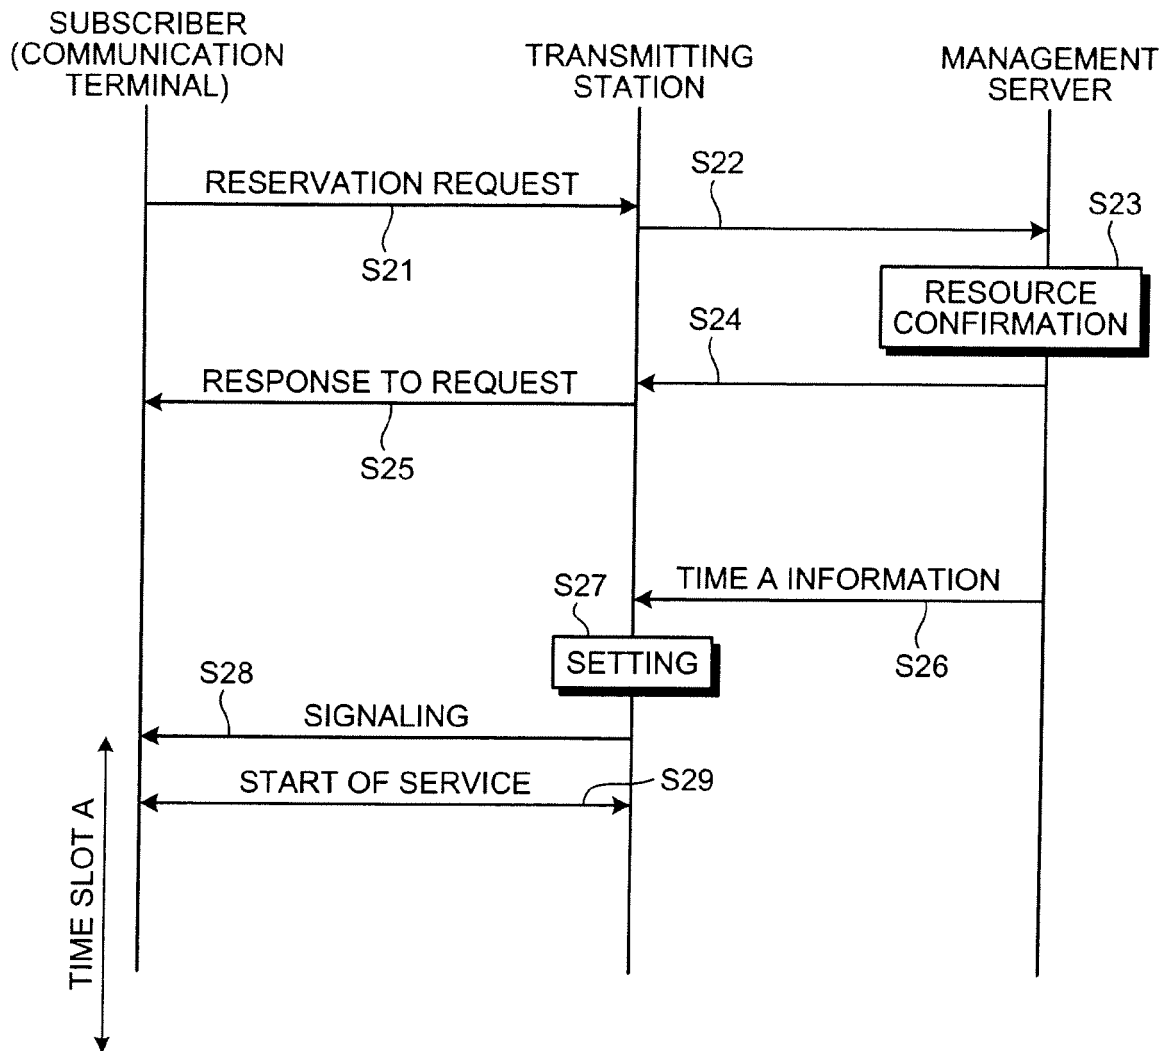 SUBSCRIBER
(COMMUNICATION
TERMINAL)
TRANSMITTING
STATION
MANAGEMENT
SERVER
RESERVATION REQUEST
S21
S22
S23
RESOURCE
CONFIRMATION
S24
RESPONSE TO REQUEST
S25
TIME A INFORMATION
S26
S27
SETTING
S28
SIGNALING
START OF SERVICE
S29
TIME SLOT A